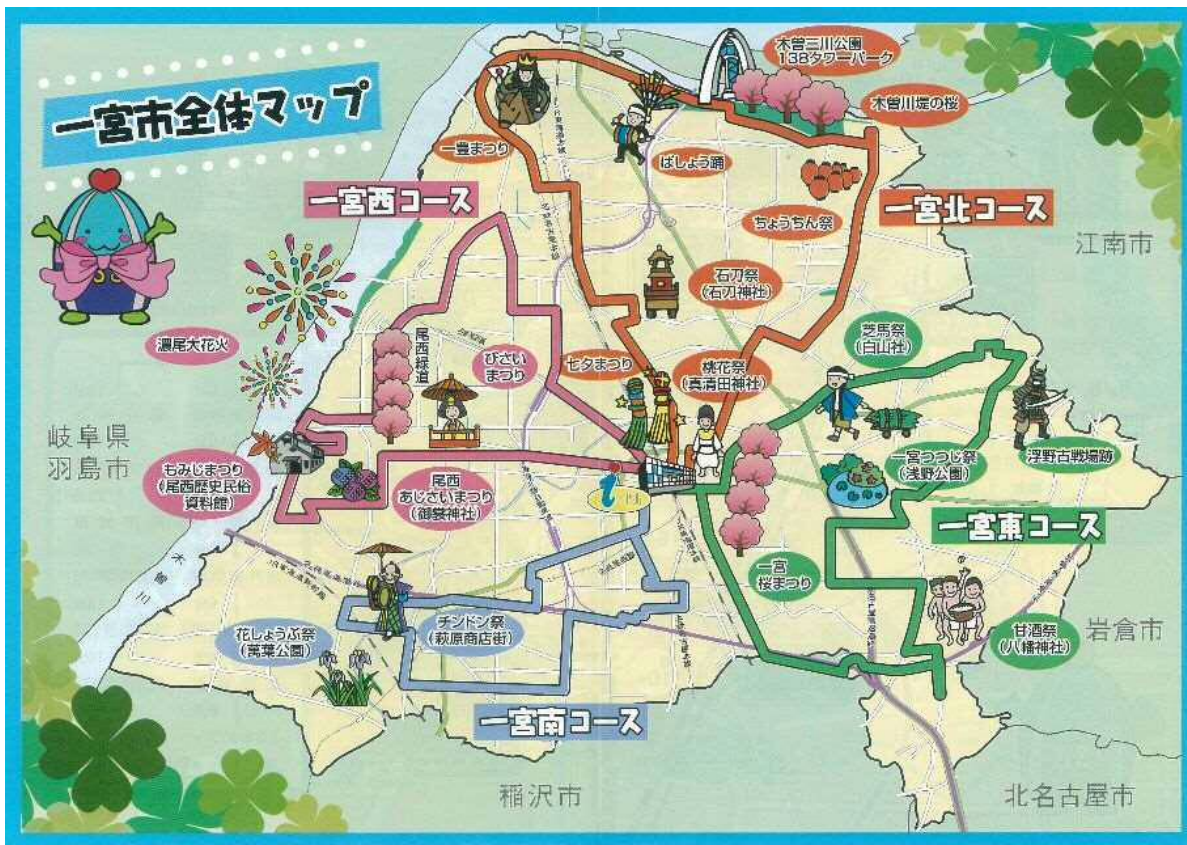 一宮市全体マップ
木曽三川公園
138タワーパーク
木曽川堤の桜
一豊まつり
ばしょう踊
一宮西コース
一宮北コース
ちょうちん祭
江南市
石刀祭
(石刀神社)
濃尾大花火
尾西緑道
びさい
まつり
七夕まつり
桃花祭
(真清田神社)
芝馬祭
(白山社)
岐阜県
羽島市
もみじまつり
(尾西歴史民俗
資料館)
尾西
あじさいまつり
(御裳神社)
一宮つつじ祭
(浅野公園)
浮野古戦場跡
一宮東コース
木曽川
一宮
桜まつり
花しょうぶ祭
(萬葉公園)
チンドン祭
(萩原商店街)
甘酒祭
(八幡神社)
岩倉市
一宮南コース
稲沢市
北名古屋市